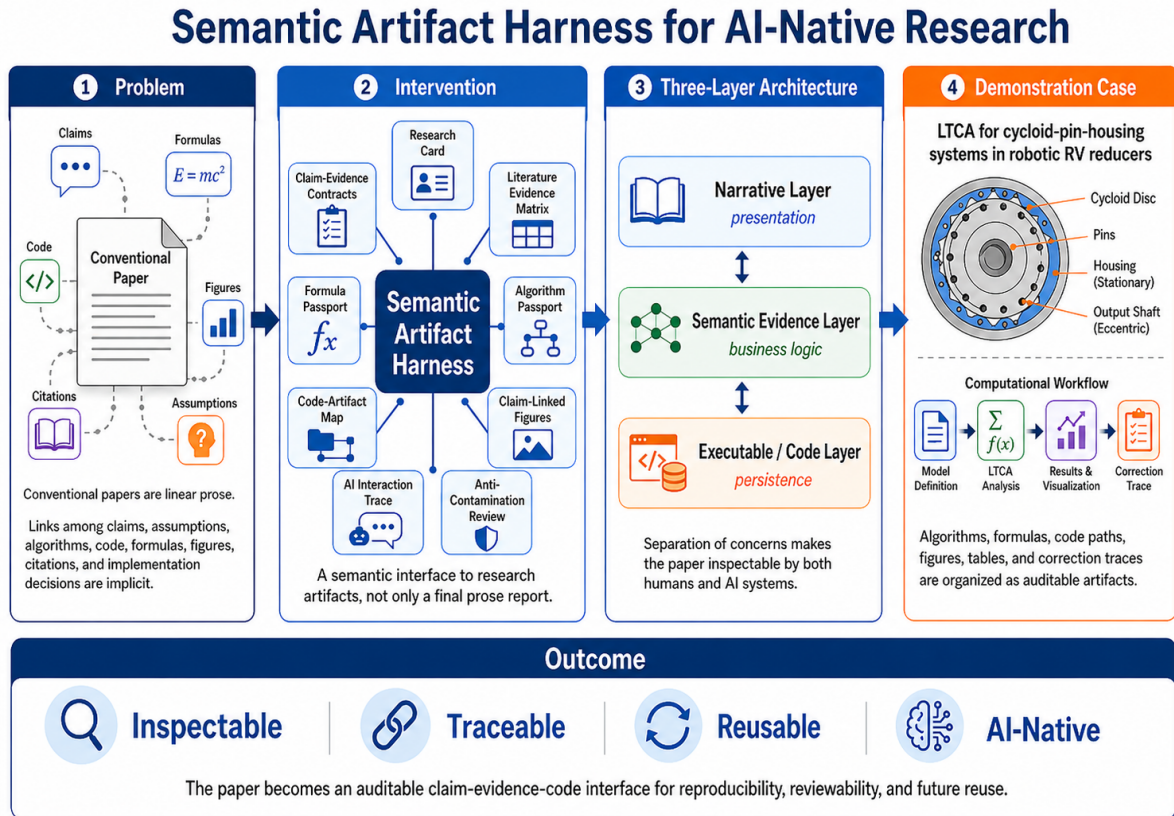 Semantic Artifact Harness for AI-Native Research
1 Problem
Claims
Formulas
E = mc²
Conventional
Paper
Code
</>
Figures
Citations
Assumptions
?
Conventional papers are linear prose.
Links among claims, assumptions,
algorithms, code, formulas, figures,
citations, and implementation
decisions are implicit.
2 Intervention
Research
Card
Claim-Evidence
Contracts
Literature
Evidence
Matrix
Formula
Passport
fx
Semantic
Artifact
Harness
Algorithm
Passport
Code-Artifact
Map
Claim-Linked
Figures
AI Interaction
Trace
Anti-
Contamination
Review
A semantic interface to research
artifacts, not only a final prose report.
3 Three-Layer Architecture
Narrative Layer
presentation
Semantic Evidence Layer
business logic
</>
Executable / Code Layer
persistence
Separation of concerns makes
the paper inspectable by both
humans and AI systems.
4 Demonstration Case
LTCA for cycloid-pin-housing
systems in robotic RV reducers
Cycloid Disc
Pins
Housing
(Stationary)
Output Shaft
(Eccentric)
Computational Workflow
Σ
f(x)
Model
Definition
LTCA
Analysis
Results &
Visualization
Correction
Trace
Algorithms, formulas, code paths,
figures, tables, and correction traces
are organized as auditable artifacts.
Outcome
Inspectable
Traceable
Reusable
AI-Native
The paper becomes an auditable claim-evidence-code interface for reproducibility, reviewability, and future reuse.